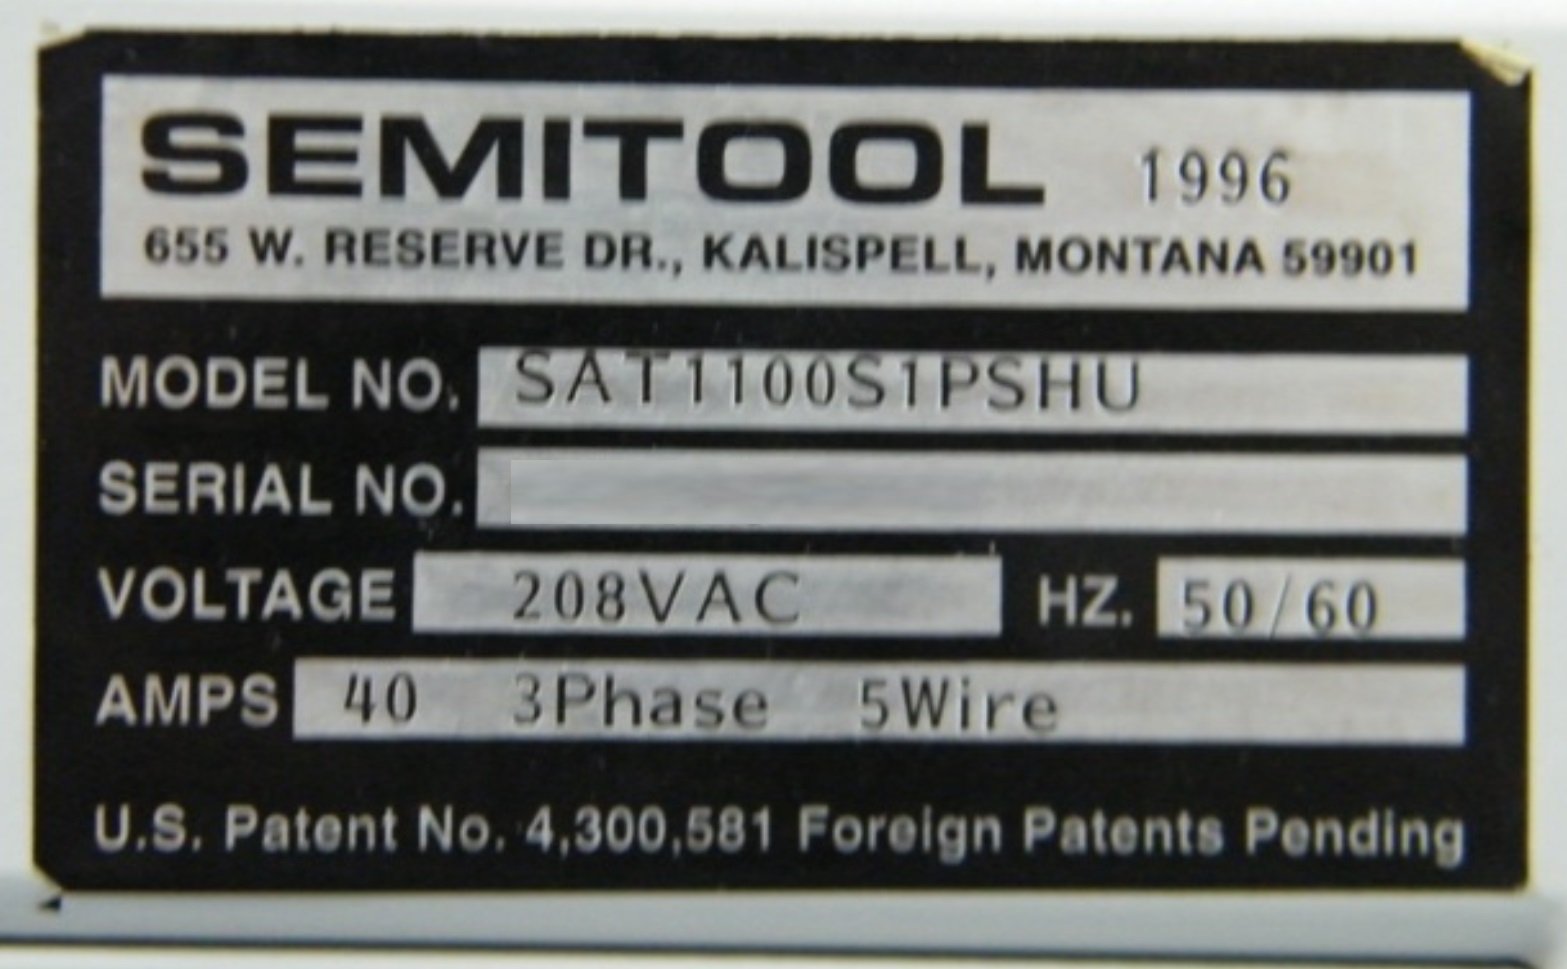 SEMITOOL 1996
655 W. RESERVE DR., KALISPELL, MONTANA 59901
MODEL NO. SAT1100S1PSHU
SERIAL NO.
VOLTAGE 208VAC HZ. 50/60
AMPS 40 3Phase 5Wire
U.S. Patent No. 4,300,581 Foreign Patents Pending